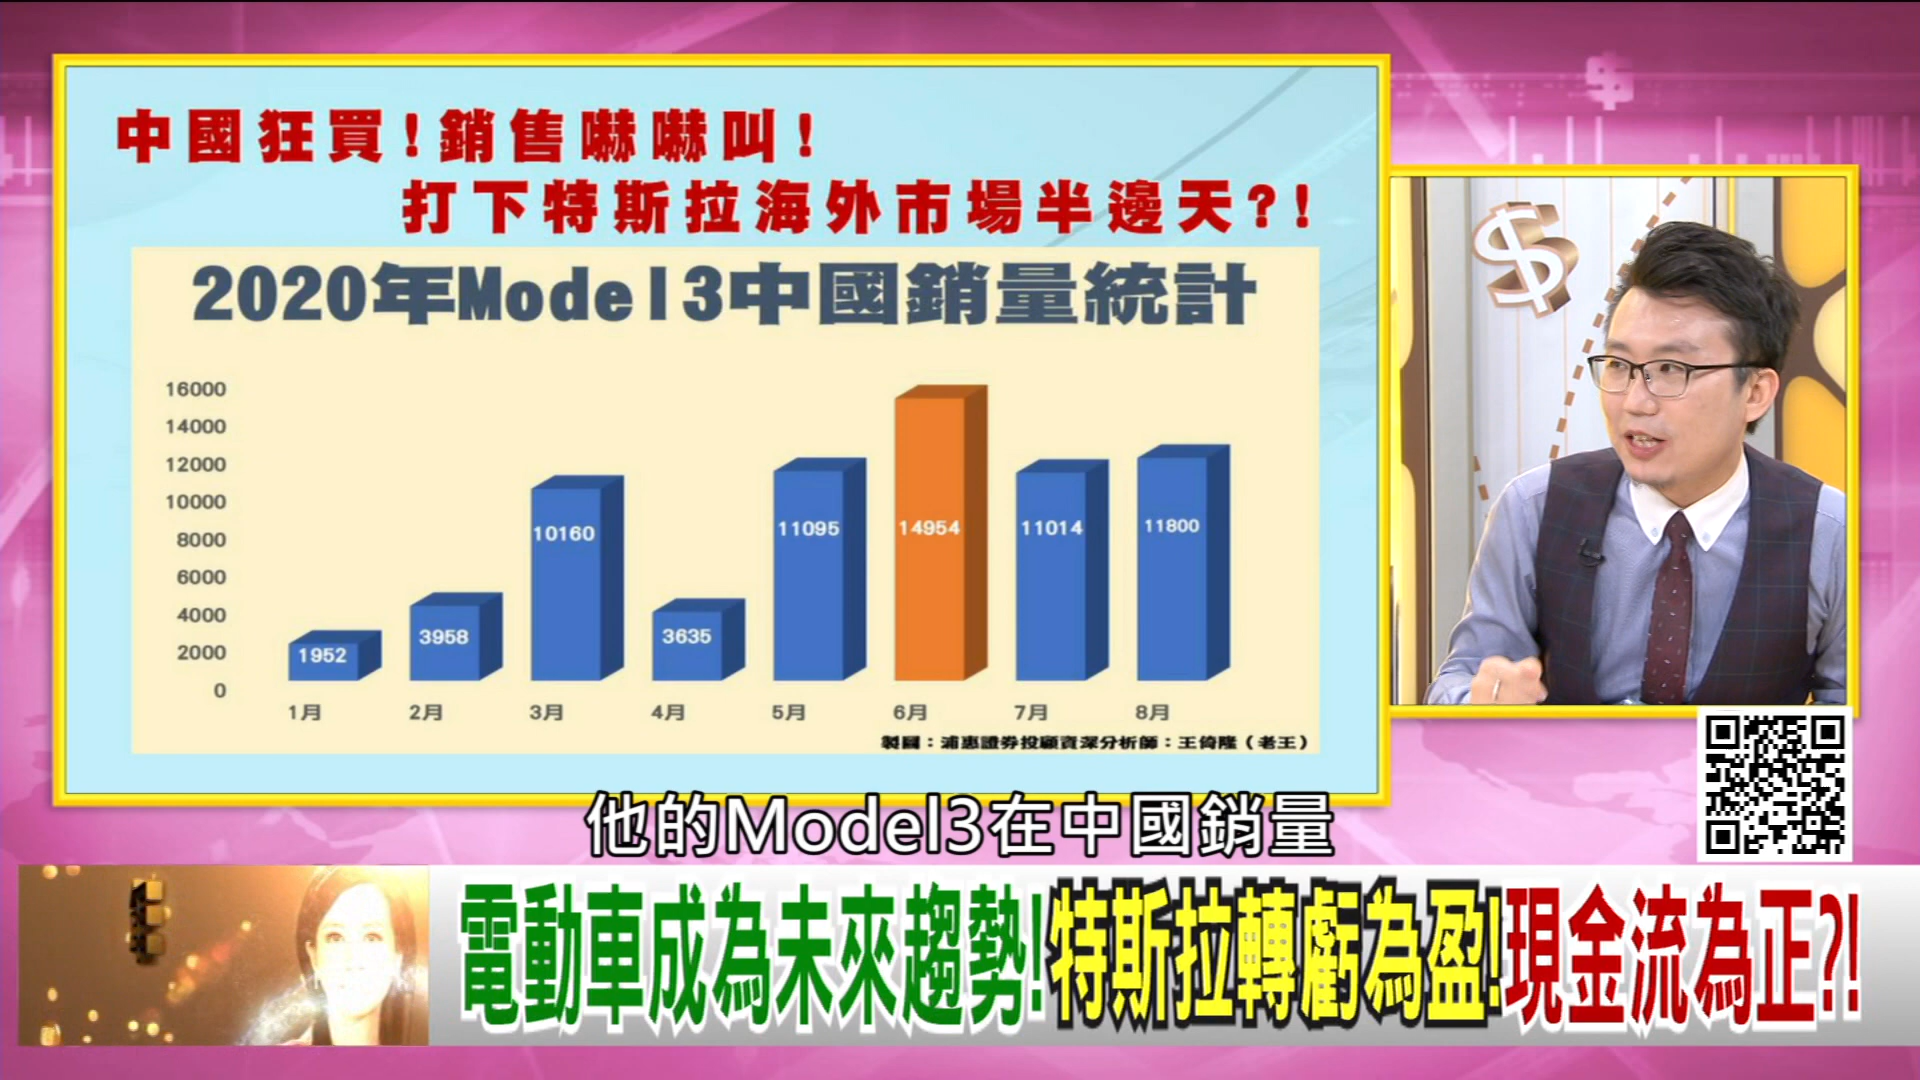 中國狂買!銷售嚇嚇叫!
打下特斯拉海外市場半邊天?!
2020年Model3中國銷量統計
16000
14000
12000
10000
8000
6000
4000
2000
0
1952
3958
10160
3635
11095
14954
11014
11800
1月
2月
3月
4月
5月
6月
7月
8月
製圖：浦惠證券投顧資深分析師：王倚隆（老王）
他的Model3在中國銷量
電動車成為未來趨勢!特斯拉轉虧為盈!現金流為正?!